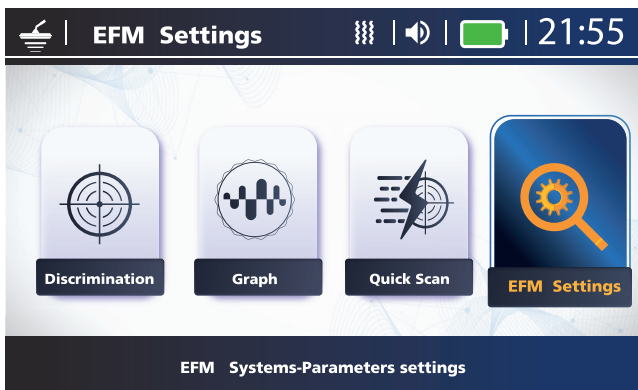 EFM Settings
21:55
Discrimination
Graph
Quick Scan
EFM Settings
EFM Systems-Parameters settings